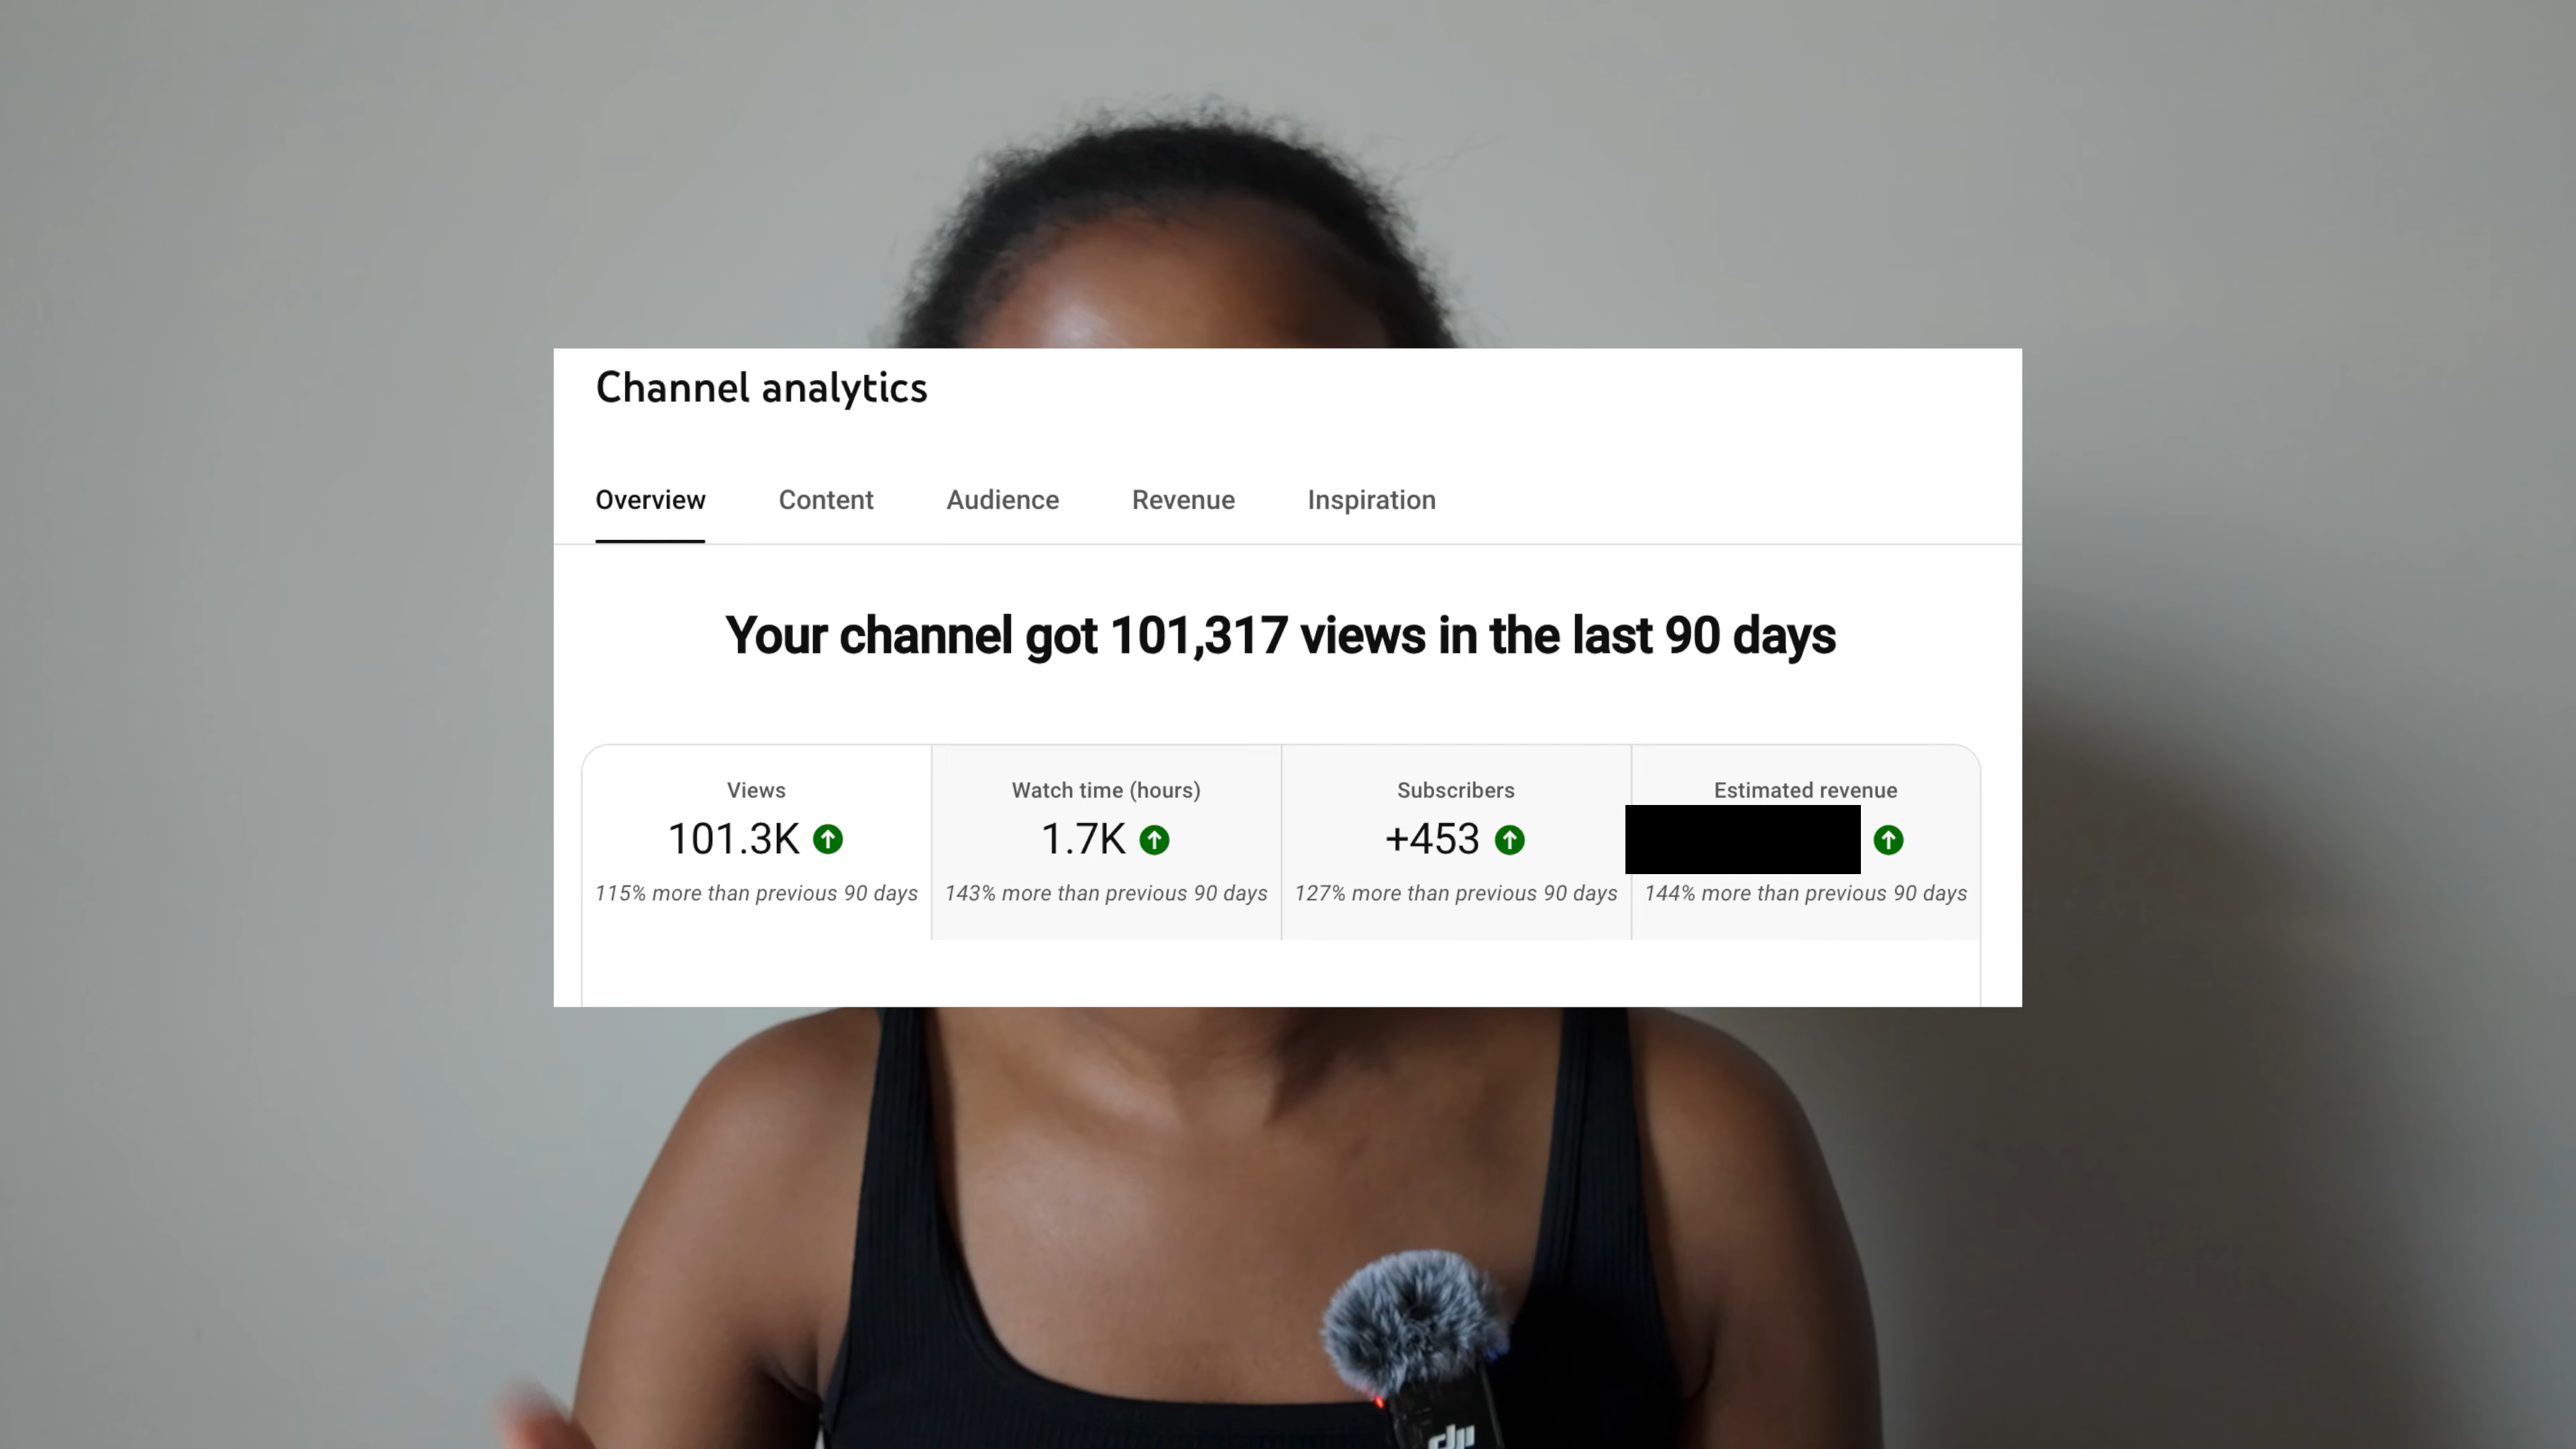 Channel analytics
Overview Content Audience Revenue Inspiration
Your channel got 101,317 views in the last 90 days
Views Watch time (hours) Subscribers Estimated revenue
101.3K 1.7K +453
115% more than previous 90 days 143% more than previous 90 days 127% more than previous 90 days 144% more than previous 90 days
dji